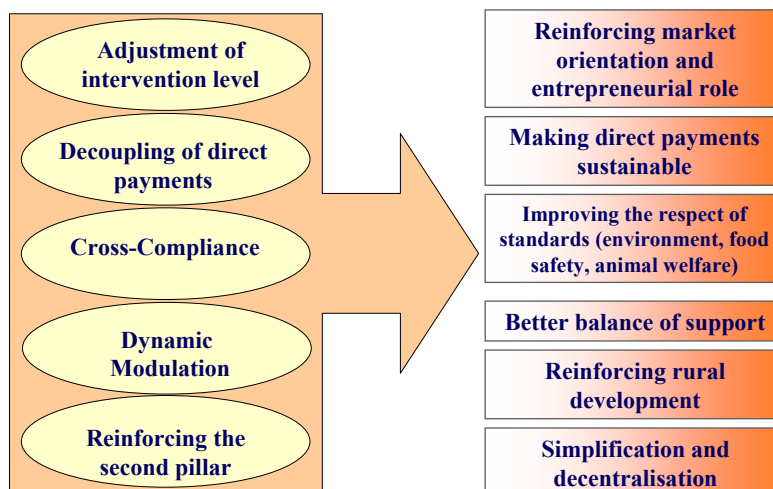 Adjustment of
intervention level
Decoupling of direct
payments
Cross-Compliance
Dynamic
Modulation
Reinforcing the
second pillar
Reinforcing market
orientation and
entrepreneurial role
Making direct payments
sustainable
Improving the respect of
standards (environment, food
safety, animal welfare)
Better balance of support
Reinforcing rural
development
Simplification and
decentralisation